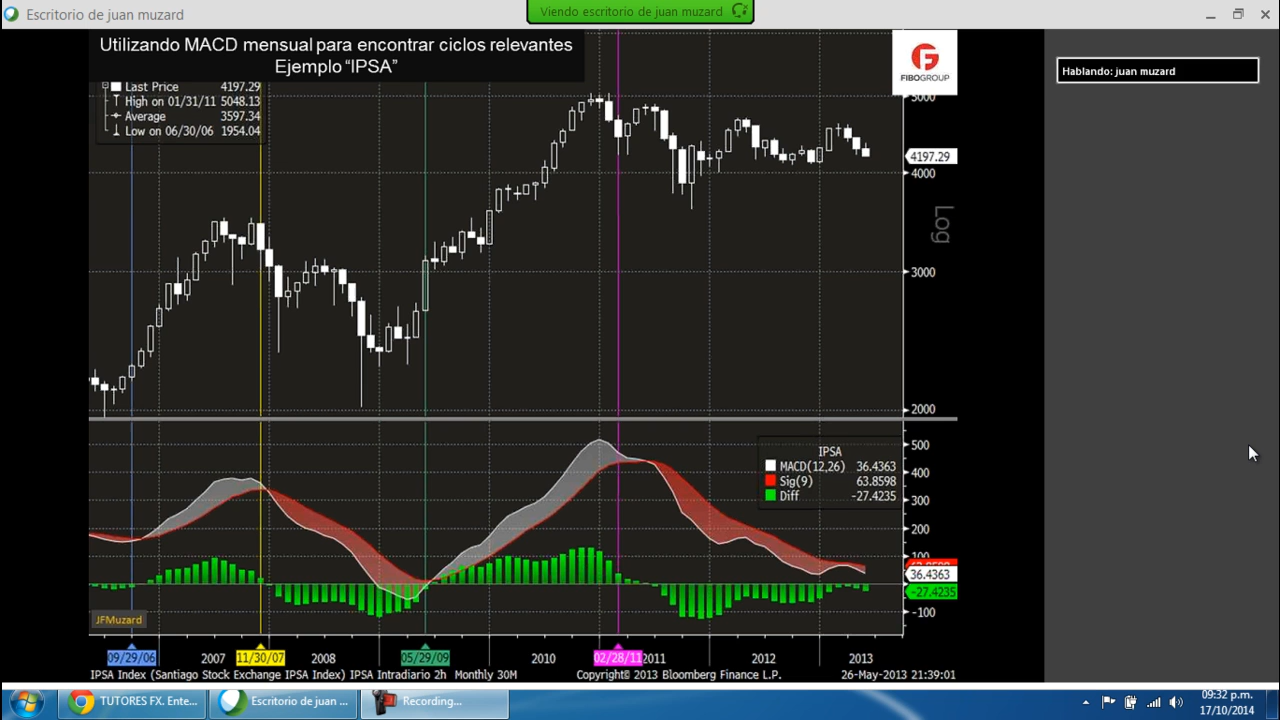 Escritorio de juan muzard
Viendo escritorio de juan muzard
Utilizando MACD mensual para encontrar ciclos relevantes
Ejemplo "IPSA"
FIBOGROUP
Hablando: juan muzard
Last Price 4197.29
High on 01/31/11 5048.13
Average 3597.34
Low on 06/30/06 1954.04
5000
4197.29
4000
Log
3000
2000
IPSA
MACD(12,26) 36.4363
Sig(9) 63.8598
Diff -27.4235
500
400
300
200
100
63.8598
36.4363
-27.4235
-100
JFMuzard
09/29/06 2007 11/30/07 2008 05/29/09 2010 02/28/11 2011 2012 2013
IPSA Index (Santiago Stock Exchange IPSA Index) IPSA Intradiario 2h Monthly 30M Copyright© 2013 Bloomberg Finance L.P. 26-May-2013 21:39:01
TUTORES FX. Ente... Escritorio de juan ... Recording...
09:32 p.m.
17/10/2014